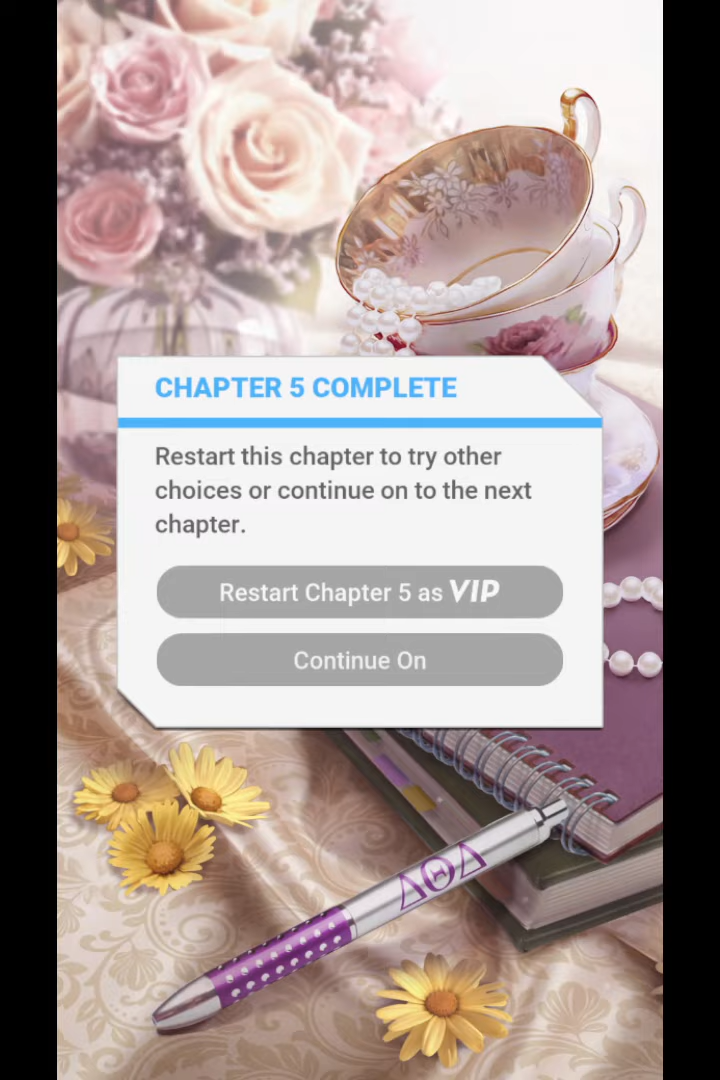 CHAPTER 5 COMPLETE
Restart this chapter to try other
choices or continue on to the next
chapter.
Restart Chapter 5 as VIP
Continue On
ΔΘΔ